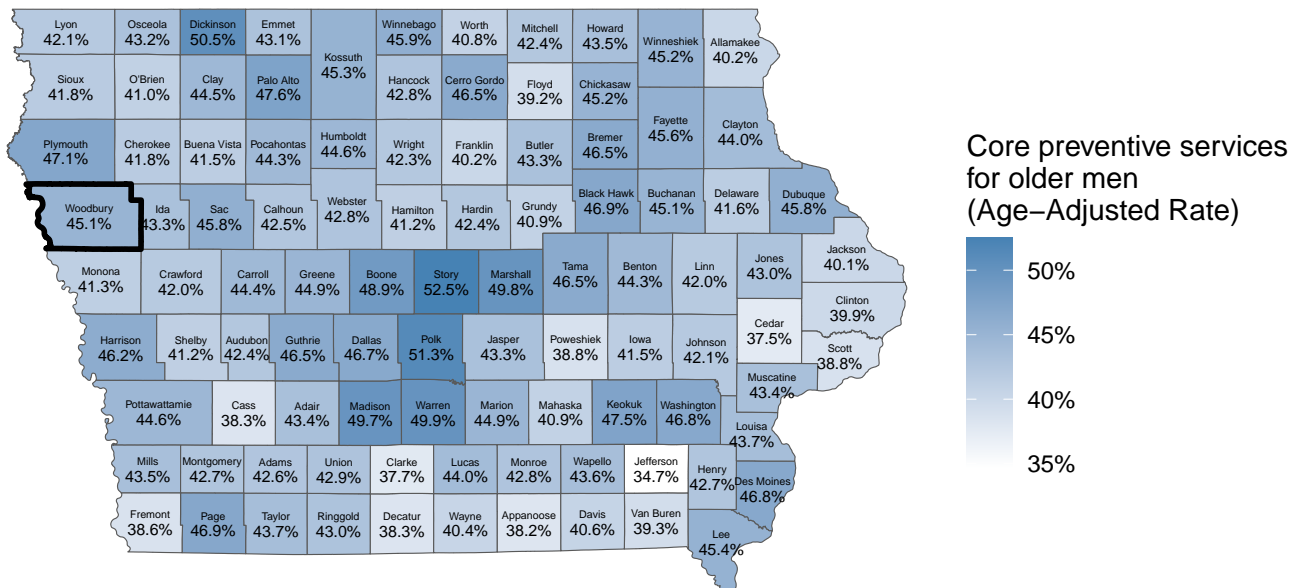 Lyon
42.1%
Osceola
43.2%
Dickinson
50.5%
Emmet
43.1%
Kossuth
45.3%
Winnebago
45.9%
Worth
40.8%
Mitchell
42.4%
Howard
43.5%
Winneshiek
45.2%
Allamakee
40.2%
Sioux
41.8%
O'Brien
41.0%
Clay
44.5%
Palo Alto
47.6%
Hancock
42.8%
Cerro Gordo
46.5%
Floyd
39.2%
Chickasaw
45.2%
Fayette
45.6%
Clayton
44.0%
Plymouth
47.1%
Cherokee
41.8%
Buena Vista
41.5%
Pocahontas
44.3%
Humboldt
44.6%
Wright
42.3%
Franklin
40.2%
Butler
43.3%
Bremer
46.5%
Woodbury
45.1%
Ida
43.3%
Sac
45.8%
Calhoun
42.5%
Webster
42.8%
Hamilton
41.2%
Hardin
42.4%
Grundy
40.9%
Black Hawk
46.9%
Buchanan
45.1%
Delaware
41.6%
Dubuque
45.8%
Monona
41.3%
Crawford
42.0%
Carroll
44.4%
Greene
44.9%
Boone
48.9%
Story
52.5%
Marshall
49.8%
Tama
46.5%
Benton
44.3%
Linn
42.0%
Jones
43.0%
Jackson
40.1%
Clinton
39.9%
Harrison
46.2%
Shelby
41.2%
Audubon
42.4%
Guthrie
46.5%
Dallas
46.7%
Polk
51.3%
Jasper
43.3%
Poweshiek
38.8%
Iowa
41.5%
Johnson
42.1%
Cedar
37.5%
Scott
38.8%
Muscatine
43.4%
Pottawattamie
44.6%
Cass
38.3%
Adair
43.4%
Madison
49.7%
Warren
49.9%
Marion
44.9%
Mahaska
40.9%
Keokuk
47.5%
Washington
46.8%
Louisa
43.7%
Mills
43.5%
Montgomery
42.7%
Adams
42.6%
Union
42.9%
Clarke
37.7%
Lucas
44.0%
Monroe
42.8%
Wapello
43.6%
Jefferson
34.7%
Henry
42.7%
Des Moines
46.8%
Fremont
38.6%
Page
46.9%
Taylor
43.7%
Ringgold
43.0%
Decatur
38.3%
Wayne
40.4%
Appanoose
38.2%
Davis
40.6%
Van Buren
39.3%
Lee
45.4%
Core preventive services
for older men
(Age−Adjusted Rate)
50%
45%
40%
35%